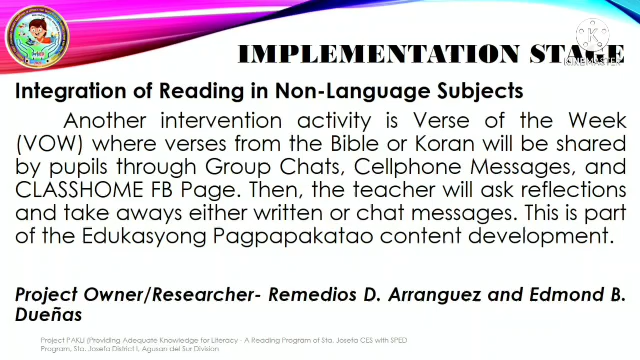 IMPLEMENTATION STAGE
KINEMASTER
Integration of Reading in Non-Language Subjects
Another intervention activity is Verse of the Week
(VOW) where verses from the Bible or Koran will be shared
by pupils through Group Chats, Cellphone Messages, and
CLASSHOME FB Page. Then, the teacher will ask reflections
and take aways either written or chat messages. This is part
of the Edukasyong Pagpapakatao content development.
Project Owner/Researcher- Remedios D. Arranguez and Edmond B.
Dueñas
Project PAKLI (Providing Adequate Knowledge for Literacy - A Reading Program of Sta. Josefa CES with SPED
Program, Sta. Josefa District I, Agusan del Sur Division